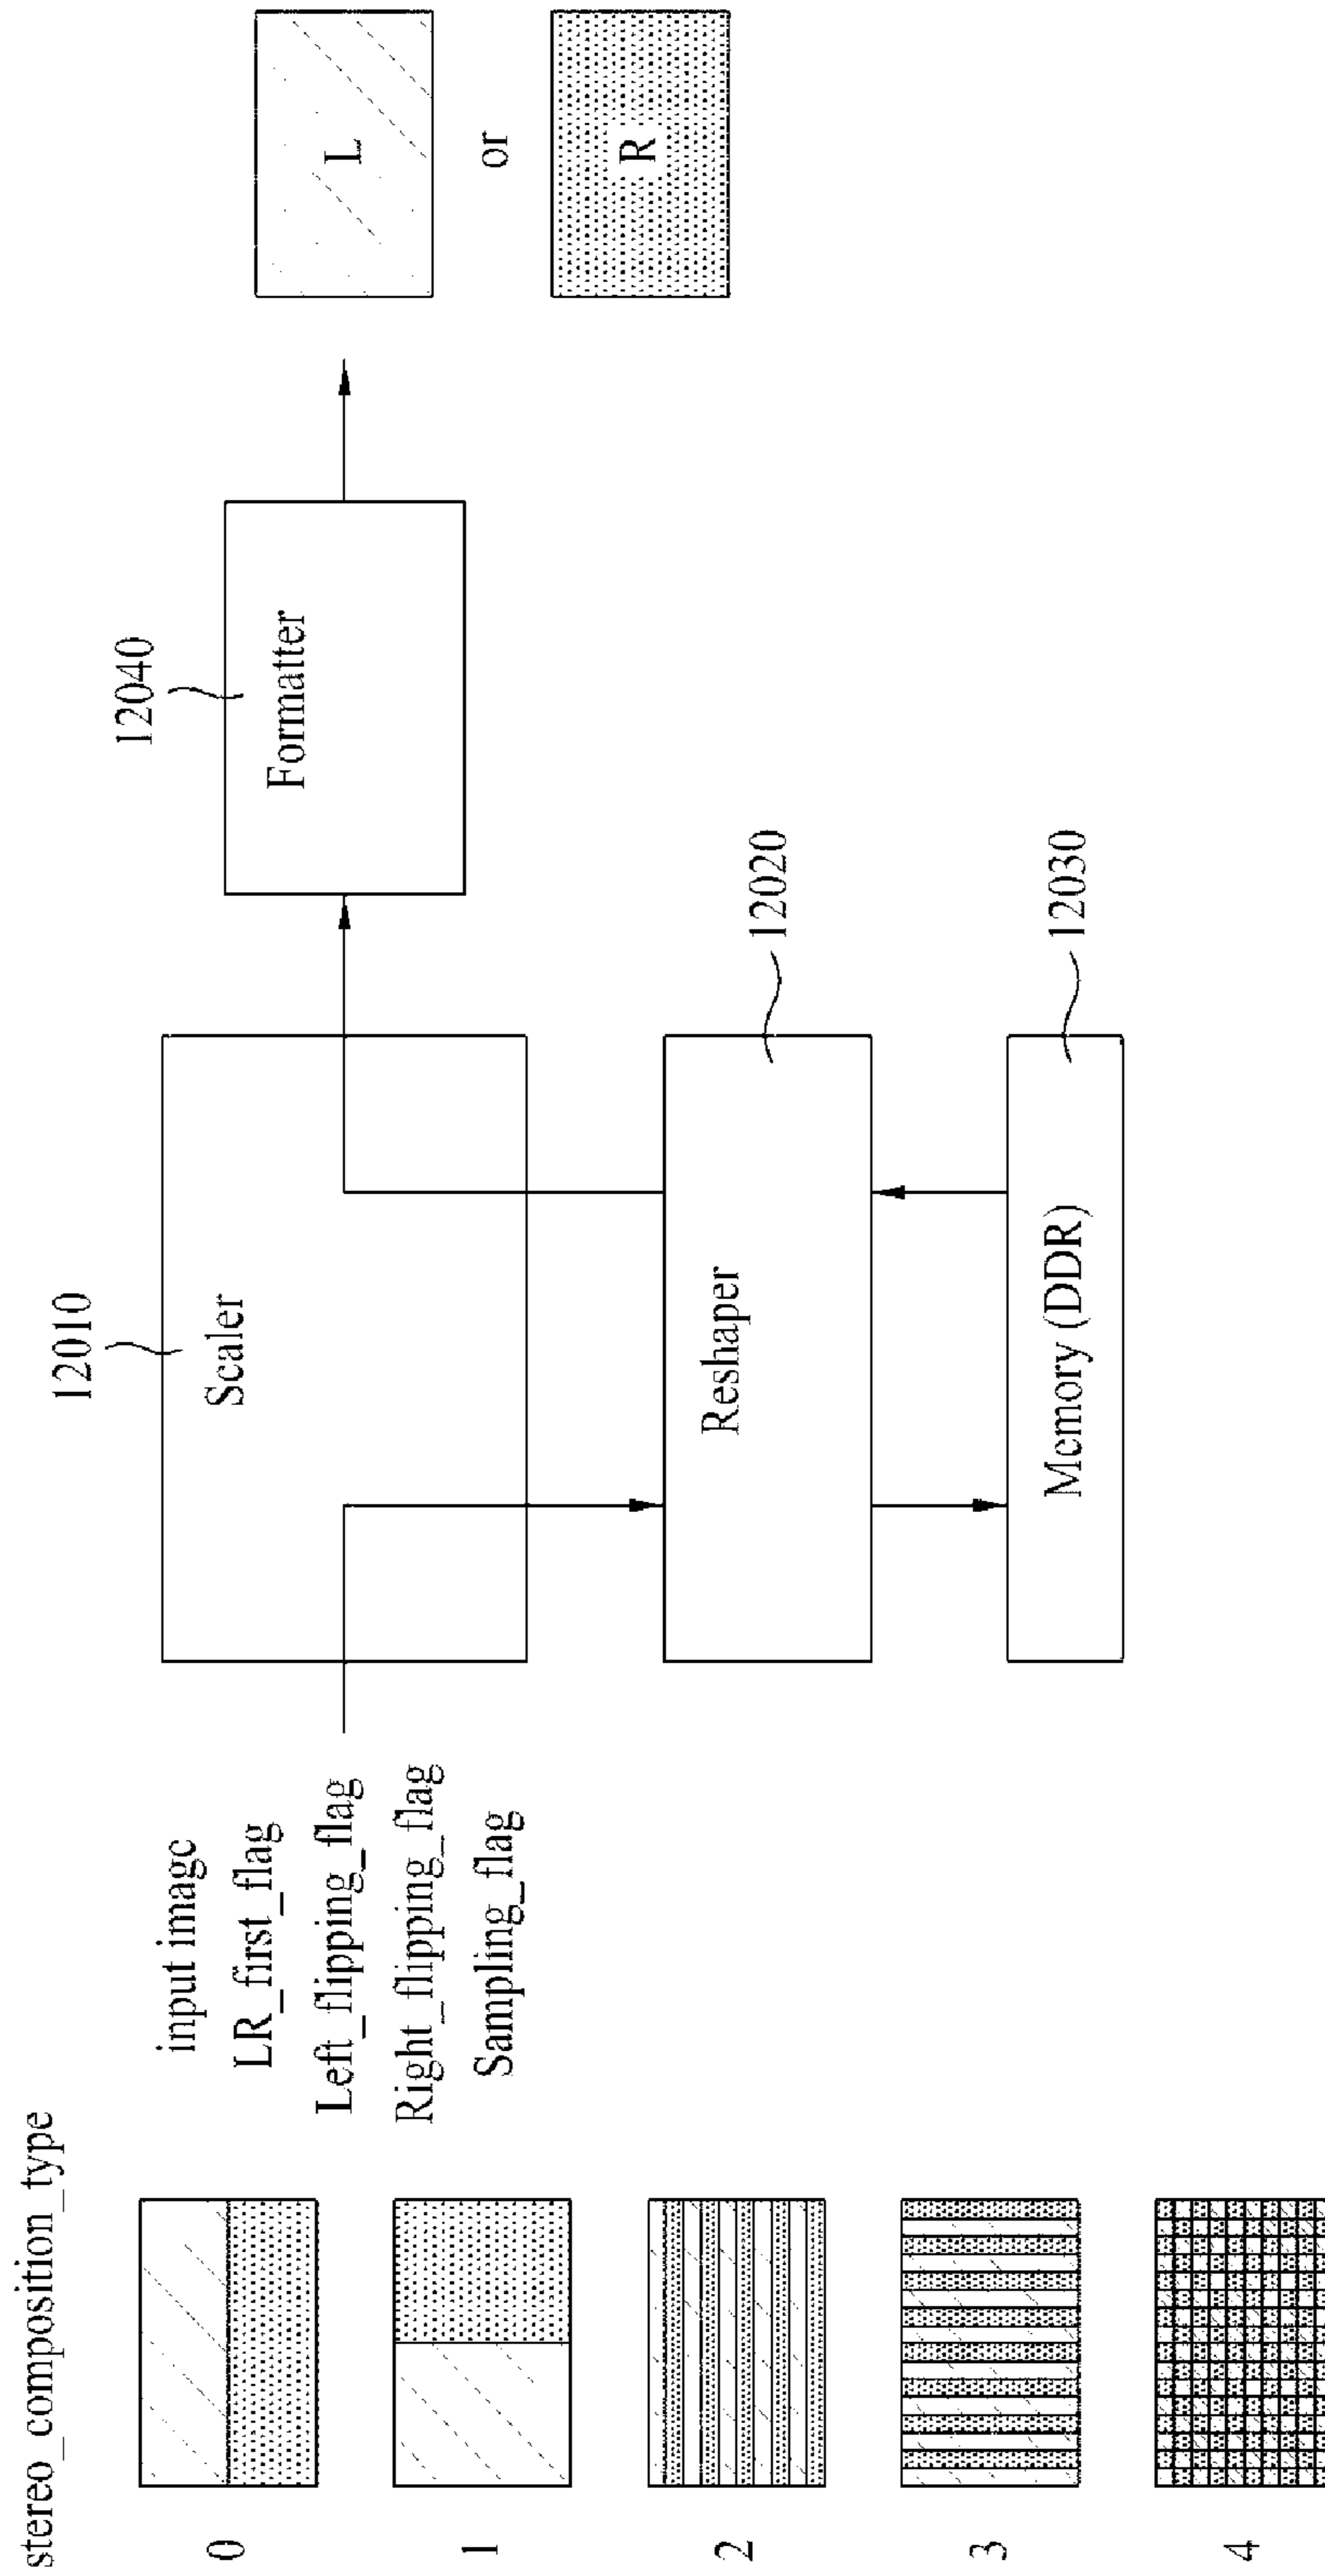 stereo_composition_type
0
1
2
3
4
input image
LR_first_flag
Left_flipping_flag
Right_flipping_flag
Sampling_flag
12010
Scaler
Reshaper
12020
Memory (DDR)
12030
12040
Formatter
L
or
R